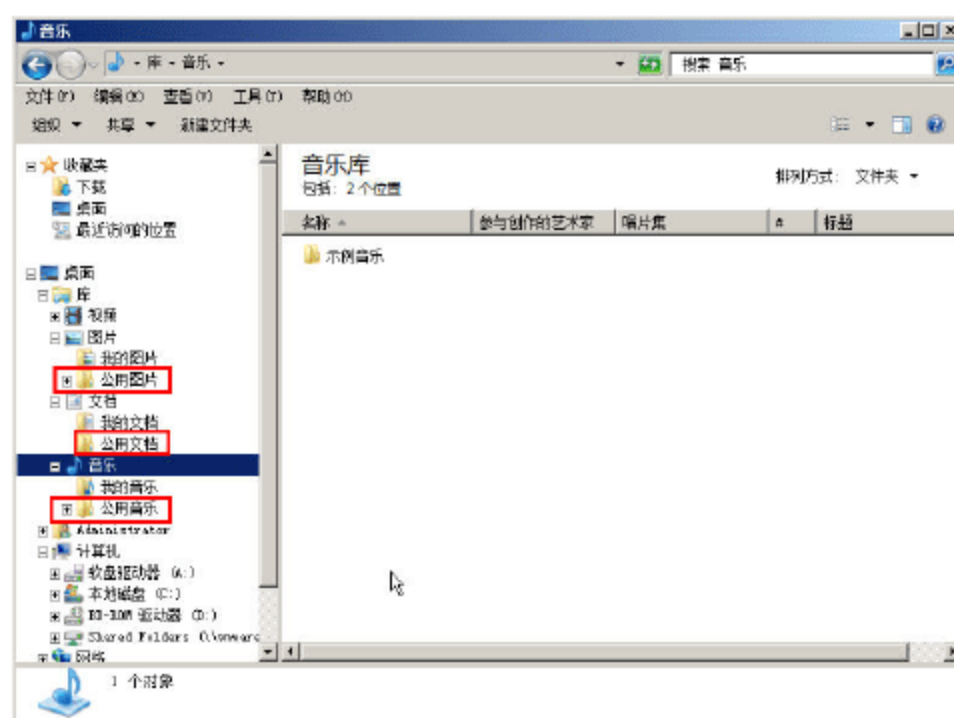 音乐
库 音乐
搜索 音乐
文件(F) 编辑(E) 查看(V) 工具(T) 帮助(H)
组织 共享 新建文件夹
收藏夹
下载
桌面
最近访问的位置
桌面
库
视频
图片
我的图片
公用图片
文档
我的文档
公用文档
音乐
我的音乐
公用音乐
Administrator
计算机
软盘驱动器 (A:)
本地磁盘 (C:)
BD-ROM 驱动器 (D:)
Shared Folders (\\vmware
网络
音乐库
包括: 2 个位置
排列方式: 文件夹
名称 参与创作的艺术家 唱片集 # 标题
示例音乐
1 个对象